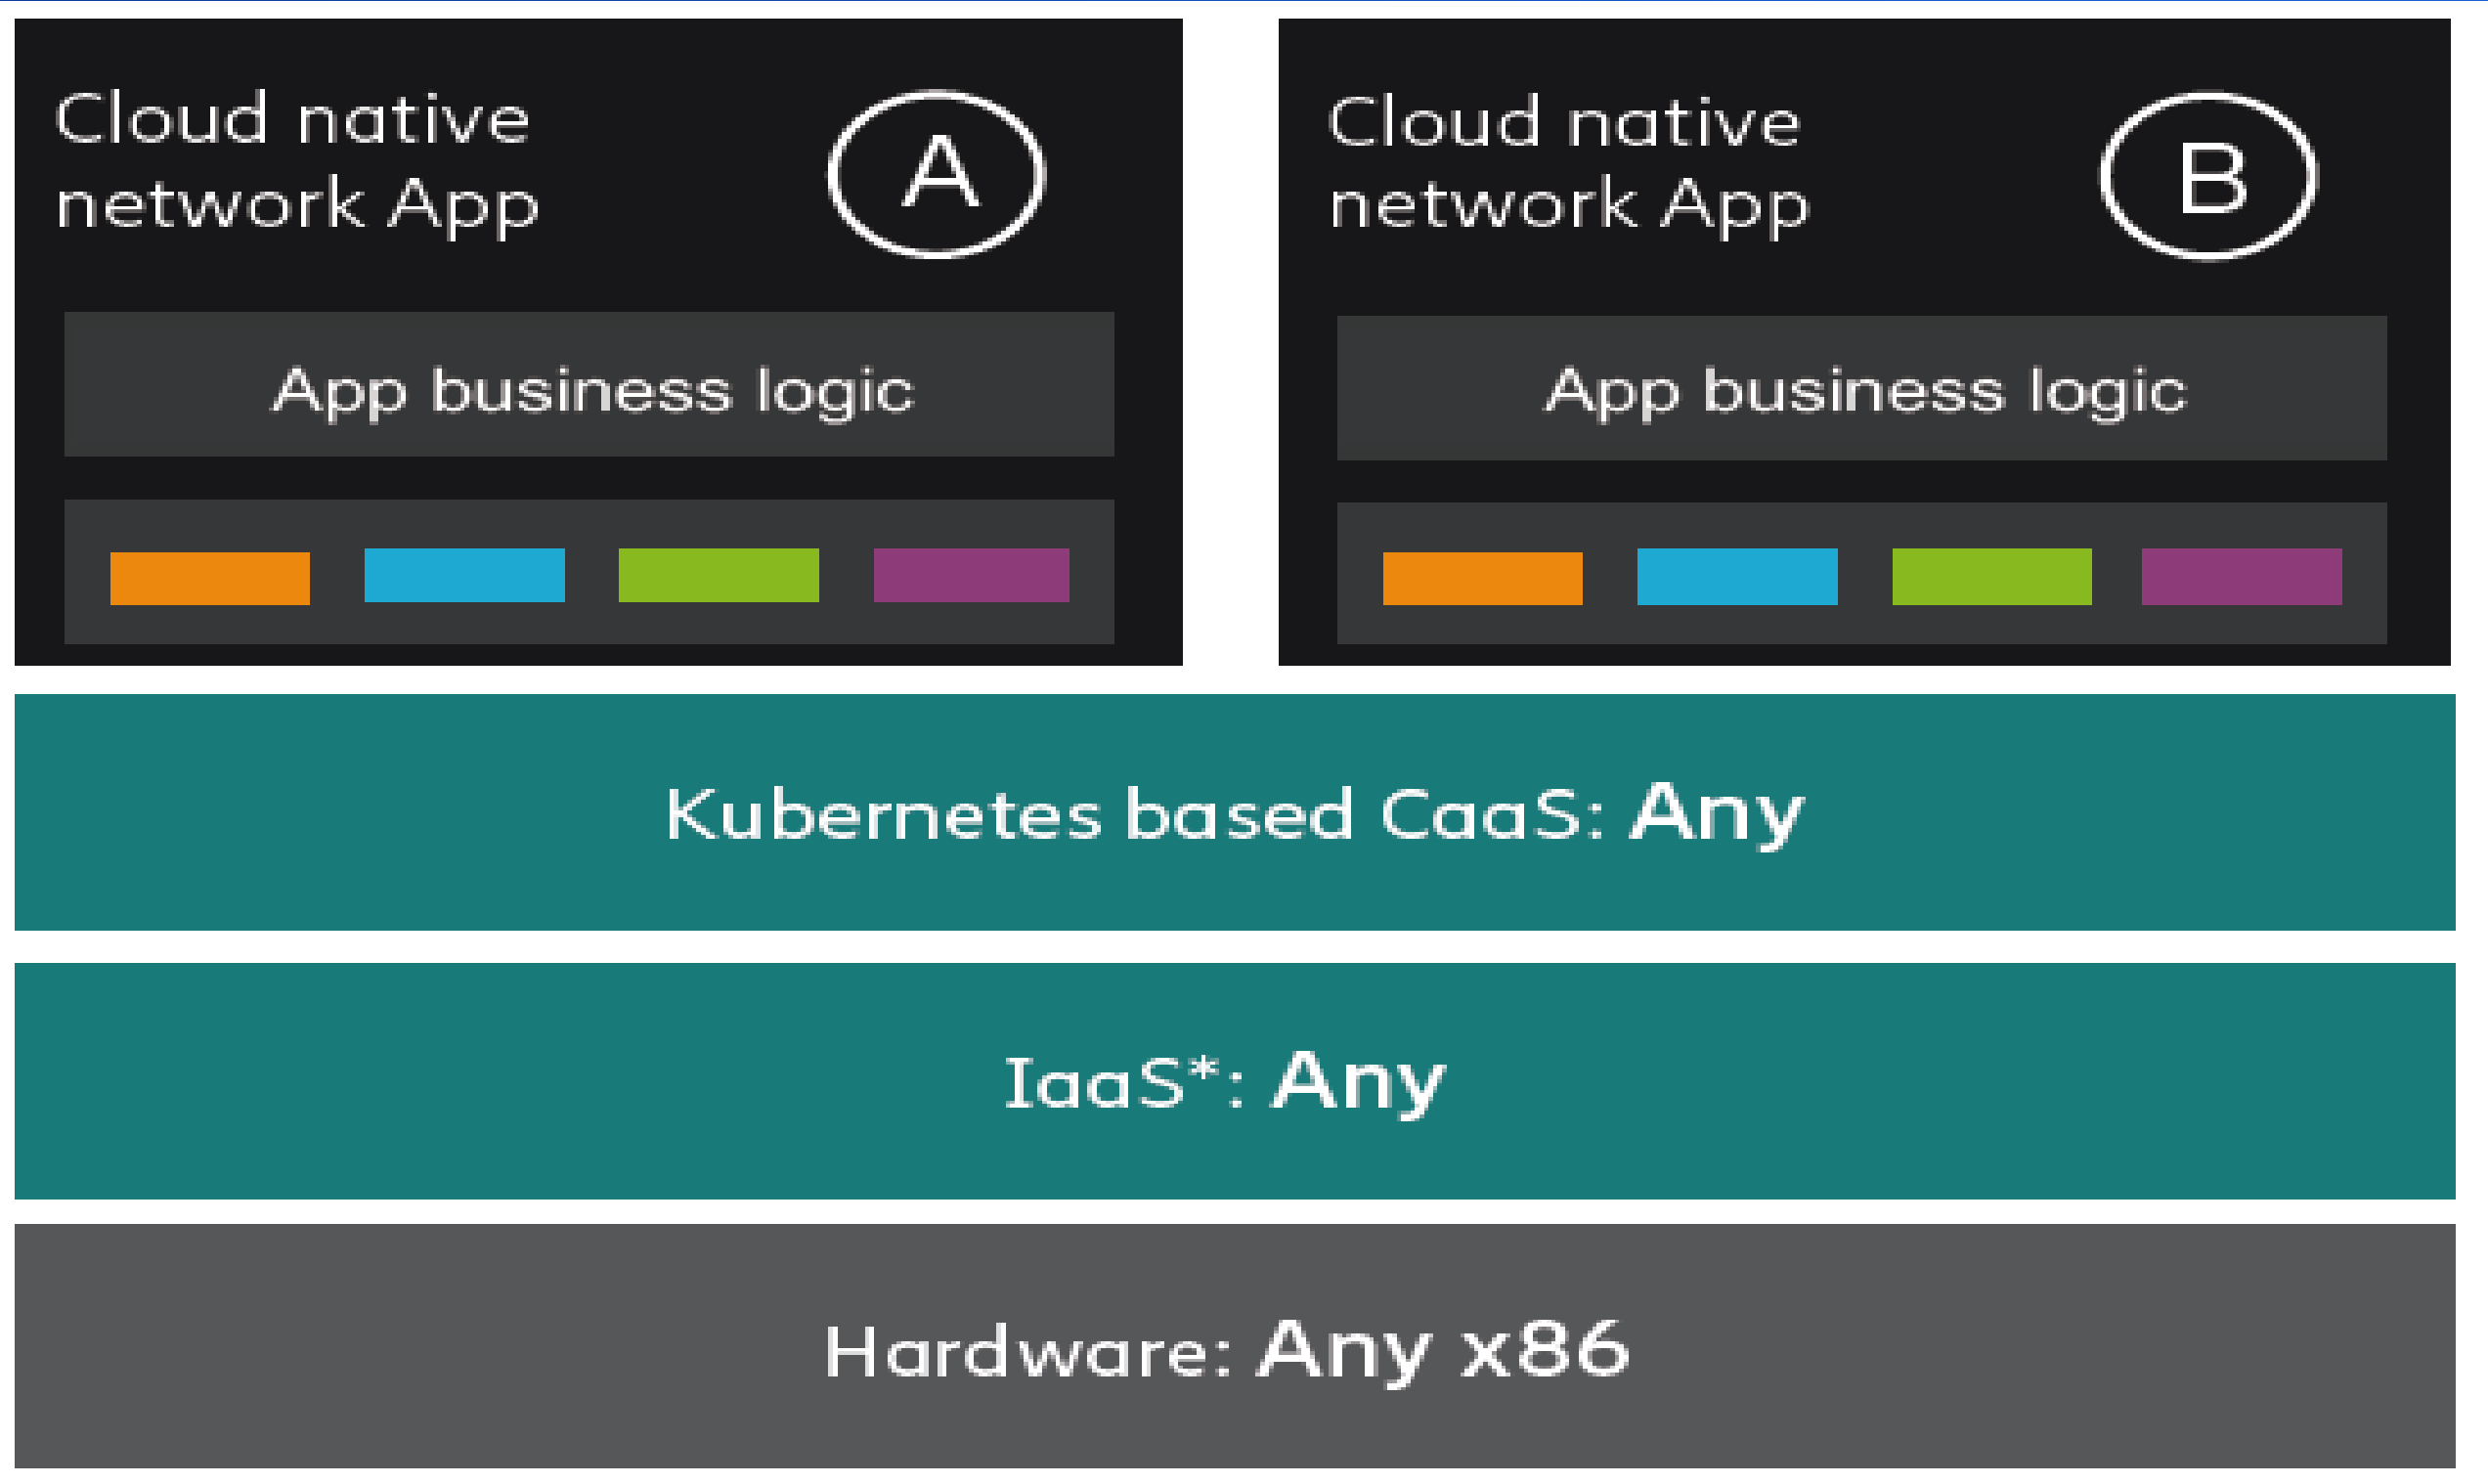 Cloud native
network App
A
App business logic
Cloud native
network App
B
App business logic
Kubernetes based CaaS: Any
IaaS*: Any
Hardware: Any x86